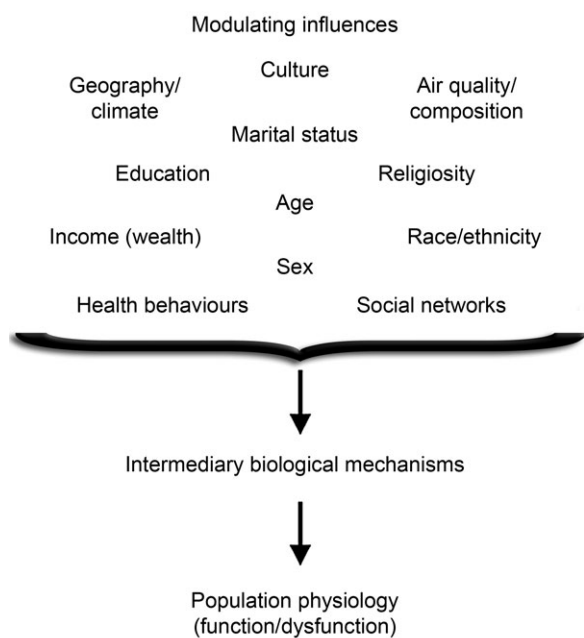 Modulating influences
Culture
Geography/
climate
Air quality/
composition
Marital status
Education
Religiosity
Age
Income (wealth)
Race/ethnicity
Sex
Health behaviours
Social networks
Intermediary biological mechanisms
Population physiology
(function/dysfunction)